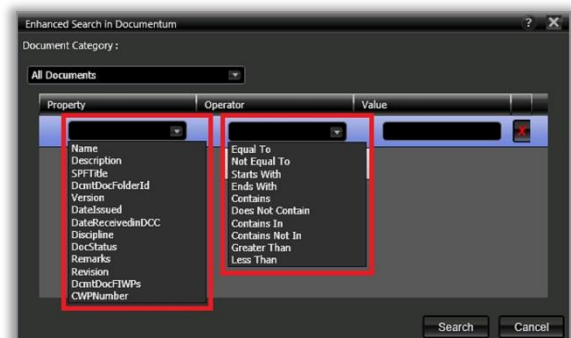 Enhanced Search in Documentum ? X
Document Category :
All Documents
Property Operator Value
Name
Description
SPFTitle
DcmtDocFolderId
Version
DateIssued
DateReceivedinDCC
Discipline
DocStatus
Remarks
Revision
DcmtDocFIWPs
CWPNumber
Equal To
Not Equal To
Starts With
Ends With
Contains
Does Not Contain
Contains In
Contains Not In
Greater Than
Less Than
X
Search Cancel